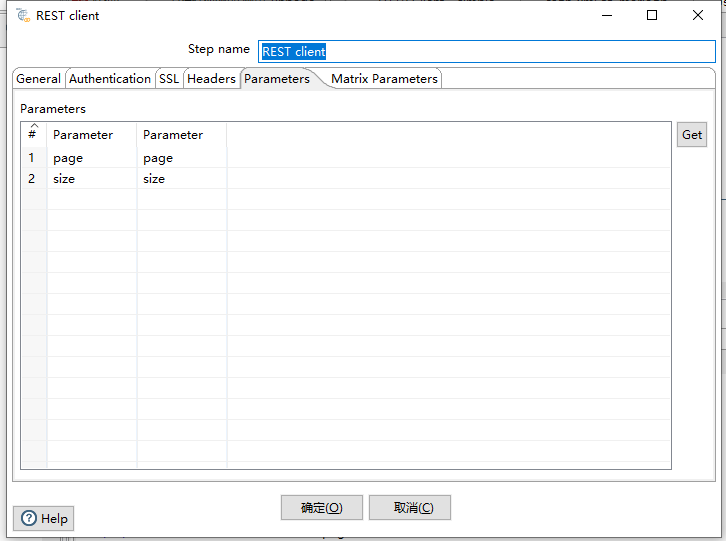 REST client
Step name REST client
General Authentication SSL Headers Parameters Matrix Parameters
Parameters
# Parameter Parameter
Get
1 page page
2 size size
确定(O) 取消(C)
Help